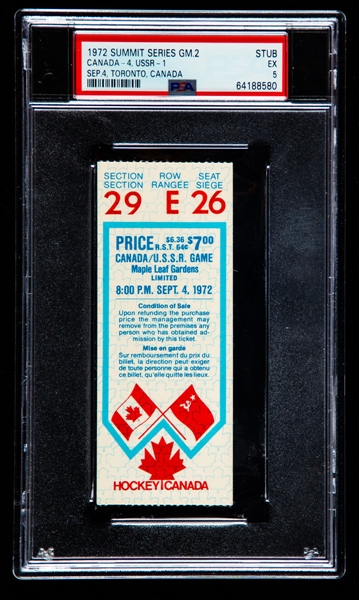 1972 SUMMIT SERIES GM.2 STUB
CANADA - 4, USSR - 1 EX
SEP.4, TORONTO, CANADA 5
PSA 64188580
SECTION ROW SEAT
SECTION RANGÉE SIÈGE
29 E 26
PRICE $6.36 R.S.T. 64¢ $7.00
CANADA/U.S.S.R. GAME
Maple Leaf Gardens
LIMITED
8:00 P.M. SEPT. 4, 1972
Condition of Sale
Upon refunding the purchase
price the management may
remove from the premises any
person who has obtained ad-
mission by this ticket.
Mise en garde
Sur remboursement du prix du
billet, la direction peut exiger
de toute personne qui a obtenu ce
billet, qu'elle quitte les lieux.
HOCKEY CANADA